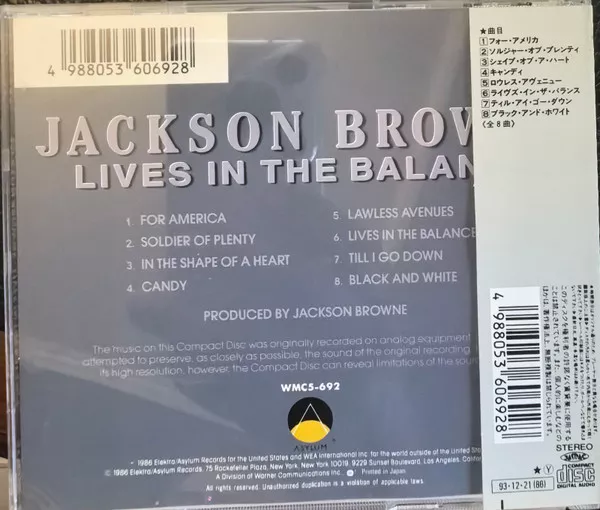 4 988053 606928
JACKSON BROW
LIVES IN THE BALAN
1. FOR AMERICA
2. SOLDIER OF PLENTY
3. IN THE SHAPE OF A HEART
4. CANDY
5. LAWLESS AVENUES
6. LIVES IN THE BALANCE
7. TILL I GO DOWN
8. BLACK AND WHITE
PRODUCED BY JACKSON BROWNE
The music on this Compact Disc was originally recorded on analog equipment
attempted to preserve, as closely as possible, the sound of the original recording
its high resolution, however, the Compact Disc can reveal limitations of the sour
WMC5-692
ASYLUM
1986 Elektra/Asylum Records for the United States and WEA International Inc. for the world outside of the United Stat
© 1986 Elektra/Asylum Records, 75 Rockefeller Plaza, New York, New York 10019. 9229 Sunset Boulevard, Los Angeles, Californi
A Division of Warner Communications Inc. Printed in Japan
Unauthorized duplication is a violation of applicable laws.
★曲目
1 フォー・アメリカ
2 ソルジャー・オブ・プレンティ
3 シェイプ・オブ・ア・ハート
4 キャンディ
5 ロウレス・アヴェニュー
6 ライヴズ・イン・ザ・バランス
7 ティル・アイ・ゴー・ダウン
8 ブラック・アンド・ホワイト
〈全8曲〉
4 988053 606928
STEREO
★ Ⓨ
COMPACT
disc
DIGITAL AUDIO
93・12・21(86)